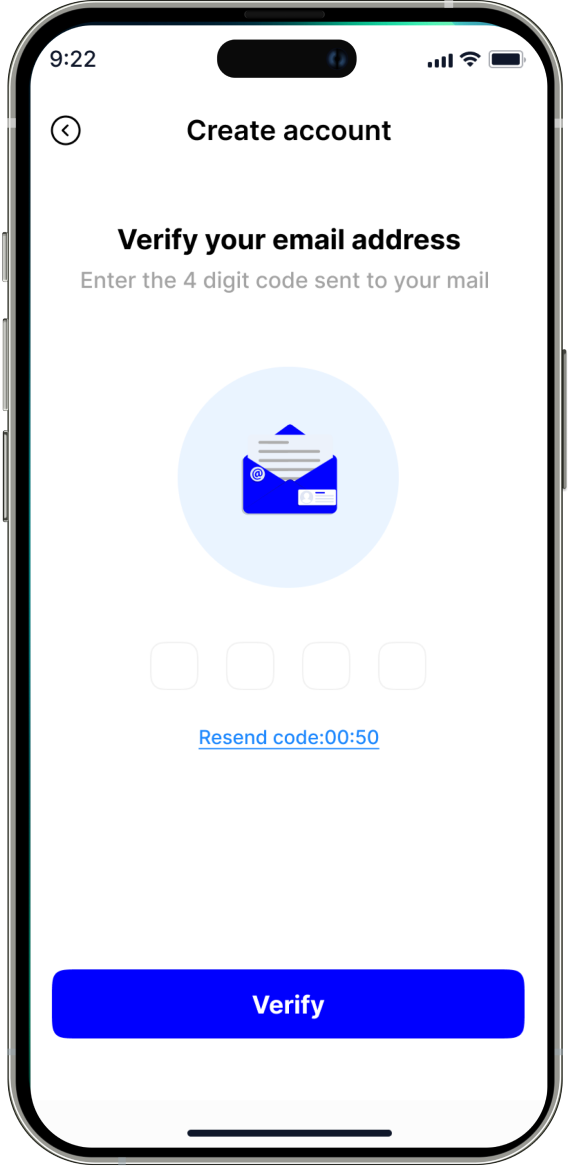 9:22
Create account
Verify your email address
Enter the 4 digit code sent to your mail
@
Resend code:00:50
Verify